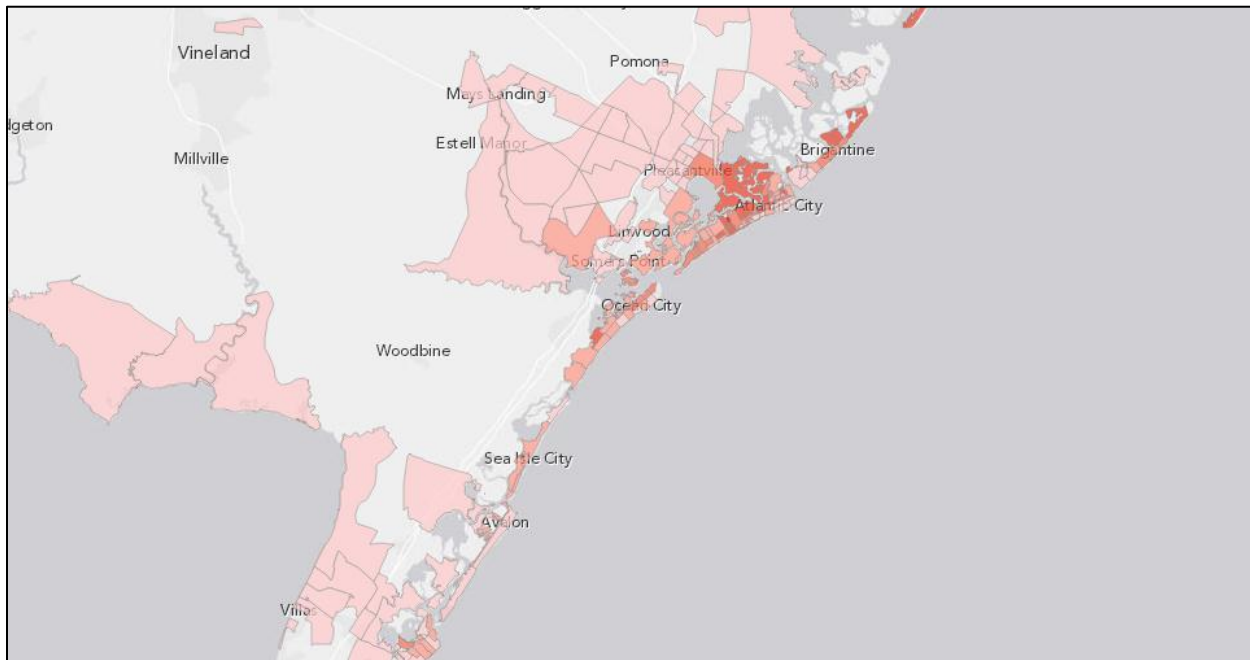 Vineland
Pomona
Mays Landing
dgeton
Estell Manor
Brigantine
Millville
Pleasantville
Atlantic City
Linwood
Somers Point
Ocean City
Woodbine
Sea Isle City
Avalon
Villas